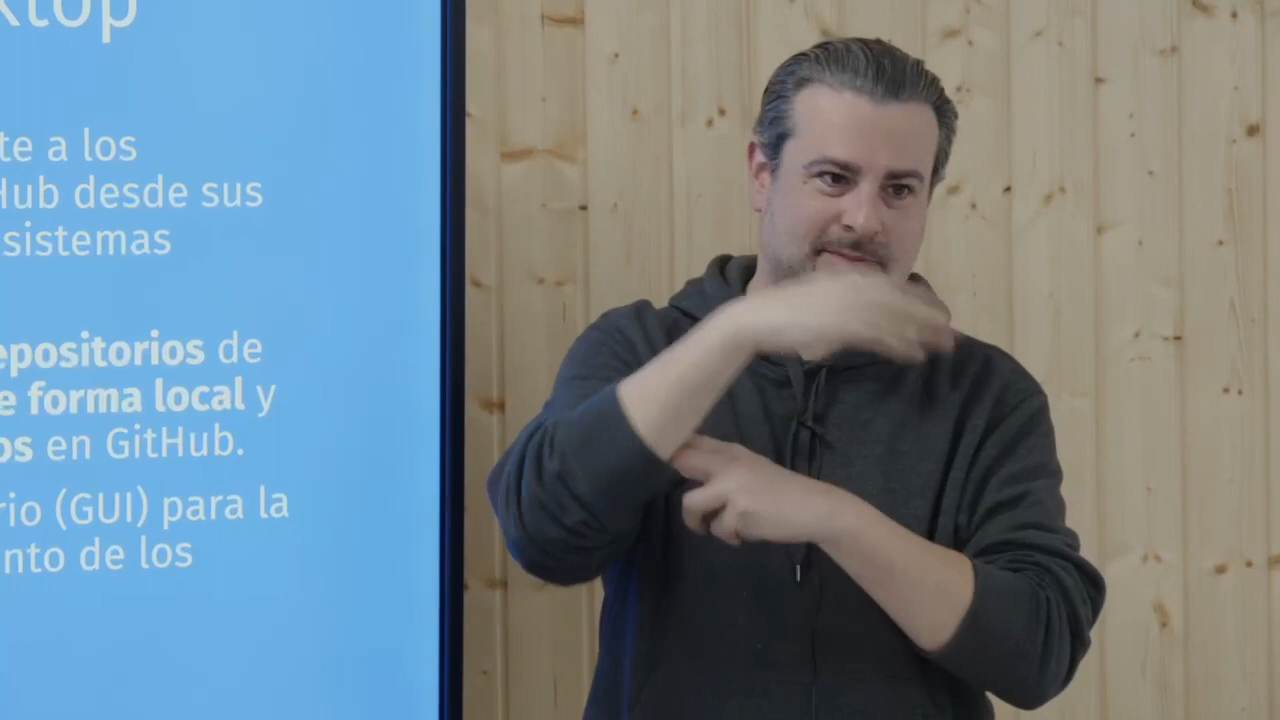 ktop
te a los
Hub desde sus
sistemas
epositorios de
e forma local y
os en GitHub.
rio (GUI) para la
nto de los